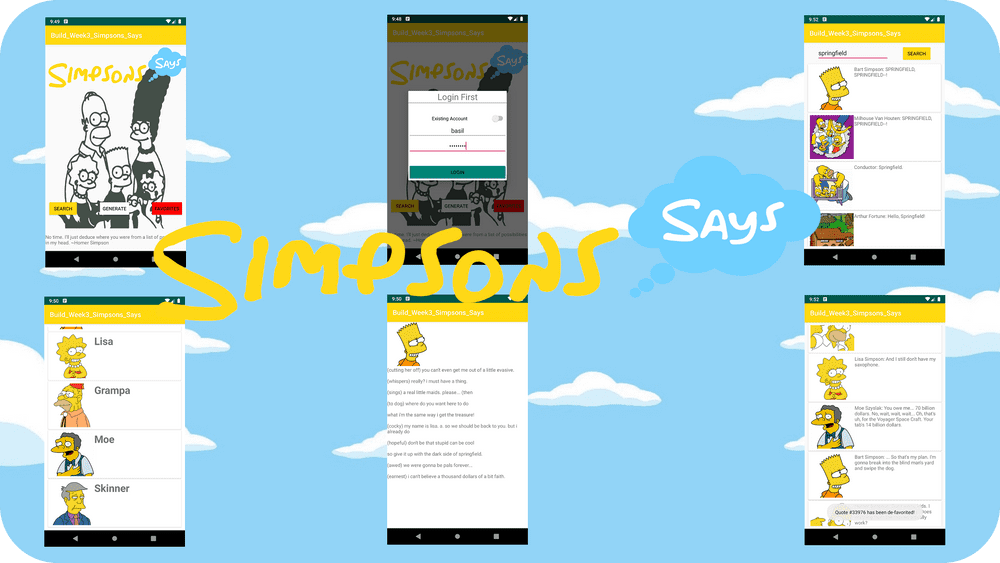 9:49
Build_Week3_Simpsons_Says
SIMPSONS
SAYS
SEARCH
GENERATE
FAVORITES
No time. I'll just deduce where you were from a list of
in my head. ~Homer Simpson
9:48
Build_Week3_Simpsons_Says
SIMPSONS
SAYS
Login First
Existing Account
basil
LOGIN
9:52
Build_Week3_Simpsons_Says
springfield
SEARCH
Bart Simpson: SPRINGFIELD,
SPRINGFIELD-!
Milhouse Van Houten: SPRINGFIELD,
SPRINGFIELD-!
Conductor: Springfield.
Arthur Fortune: Hello, Springfield!
SIMPSONS
SAYS
9:50
Build_Week3_Simpsons_Says
Lisa
Grampa
Moe
Skinner
9:50
Build_Week3_Simpsons_Says
(cutting her off) you can't even get me out of a little evasive.
(whispers) really? i must have a thing
(sings) a real little maids. please... (then
(to dog) where do you want here to do
what i'm the same way i get the treasure!
(cocky) my name is lisa. s. so we should be back to you. but i
already do.
(hopeful) don't be that stupid can be cool
so give it up with the dark side of springfield.
(awed) we were gonna be pals forever...
(earnest) i can't believe a thousand dollars of a bit faith.
9:52
Build_Week3_Simpsons_Says
Lisa Simpson: And I still don't have my
saxophone.
Moe Szyslak: You owe me... 70 billion
dollars. No, wait, wait, wait... Oh, that's
uh, for the Voyager Space Craft. Your
tab's 14 billion dollars.
Bart Simpson: ... So that's my plan. I'm
gonna break into the blind man's yard
and swipe the dog.
Quote #33976 has been de-favorited!
work?